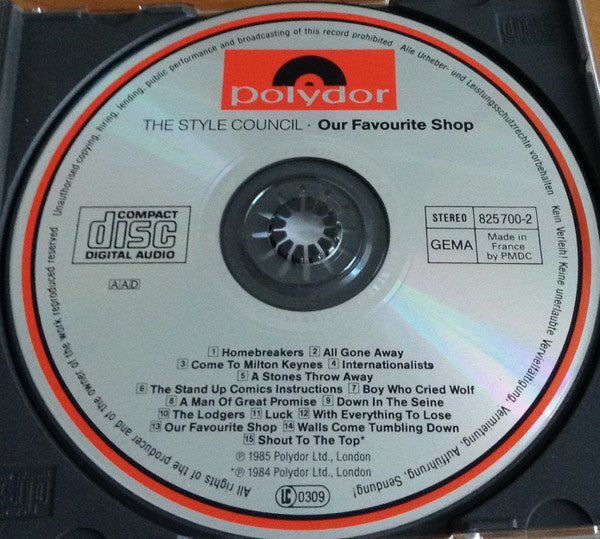 Unauthorised copying, hiring, lending, public performance and broadcasting of this record prohibited
Alle Urheber- und Leistungsschutzrechte vorbehalten
Kein Verleih! Keine unerlaubte Vervielfältigung, Vermietung, Aufführung, Sendung!
All rights of the producer and of the owner of the work reproduced reserved
polydor
THE STYLE COUNCIL · Our Favourite Shop
COMPACT
disc
DIGITAL AUDIO
AAD
STEREO 825 700-2
GEMA Made in
France
by PMDC
1 Homebreakers 2 All Gone Away
3 Come To Milton Keynes 4 Internationalists
5 A Stones Throw Away
6 The Stand Up Comics Instructions 7 Boy Who Cried Wolf
8 A Man Of Great Promise 9 Down In The Seine
10 The Lodgers 11 Luck 12 With Everything To Lose
13 Our Favourite Shop 14 Walls Come Tumbling Down
15 Shout To The Top*
℗ 1985 Polydor Ltd., London
*℗ 1984 Polydor Ltd., London
LC 0309